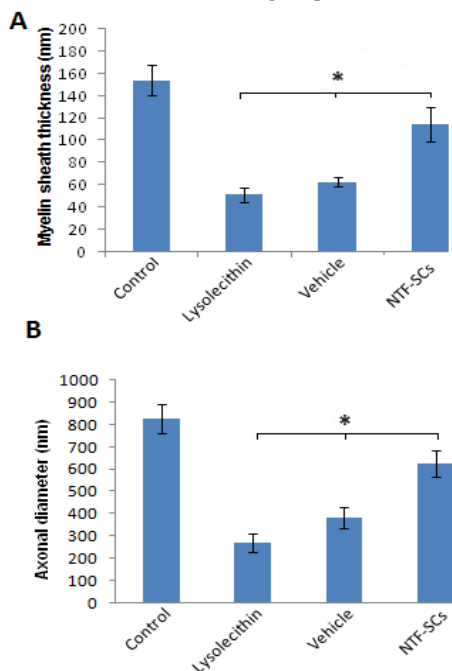 A
Myelin sheath thickness (nm)
200
180
160
140
120
100
80
60
40
20
0
*
Control
Lysolecithin
Vehicle
NTF-SCs
B
Axonal diameter (nm)
1000
900
800
700
600
500
400
300
200
100
0
*
Control
Lysolecithin
Vehicle
NTF-SCs